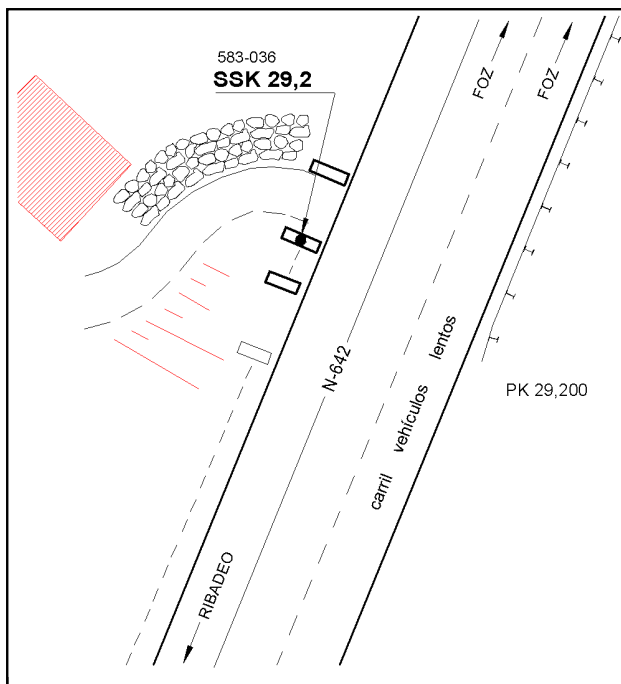 583-036
SSK 29,2
FOZ
FOZ
N-642
carril vehículos lentos
PK 29,200
RIBADEO